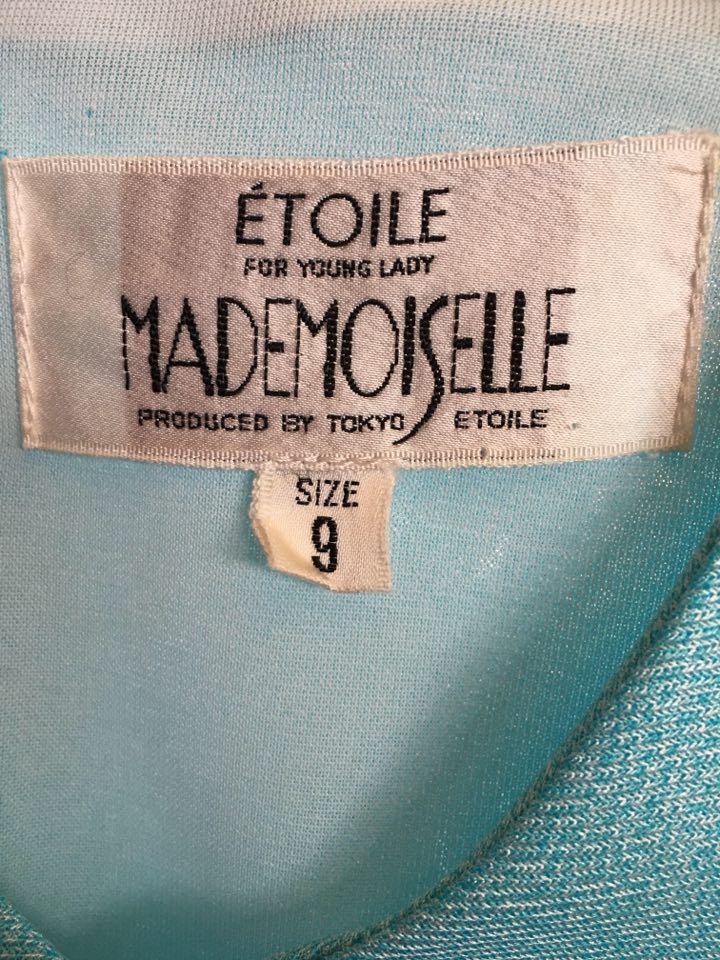 ÉTOILE
FOR YOUNG LADY
MADEMOISELLE
PRODUCED BY TOKYO ETOILE
SIZE
9